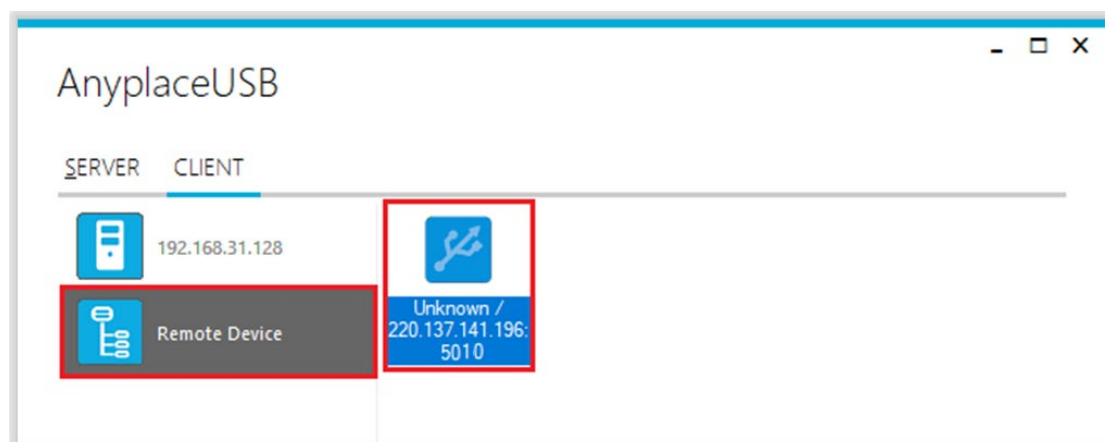 AnyplaceUSB
SERVER CLIENT
192.168.31.128
Remote Device
Unknown /
220.137.141.196:
5010